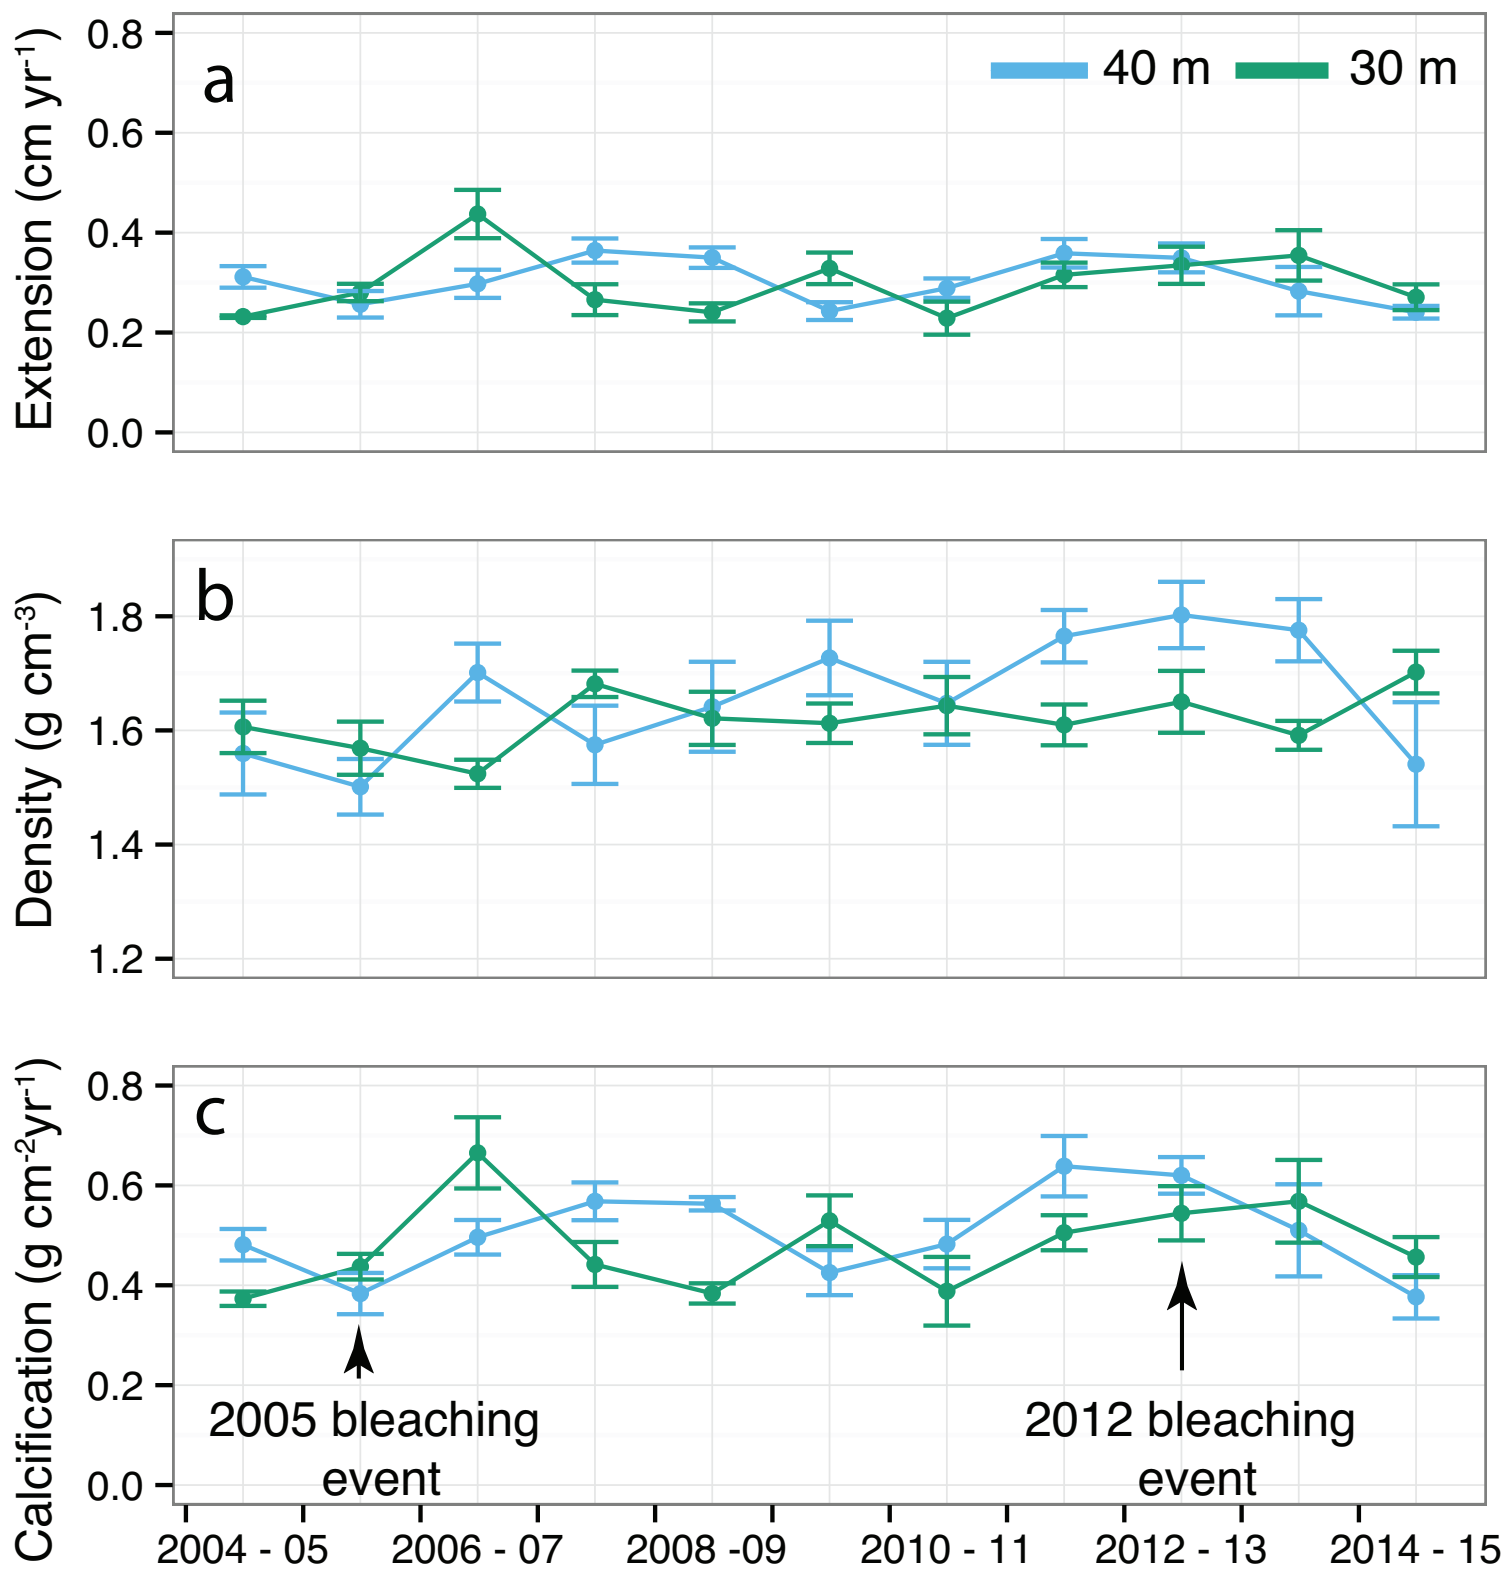 Extension (cm yr-1)
0.8
0.6
0.4
0.2
0.0
a
40 m 30 m
Density (g cm-3)
1.8
1.6
1.4
1.2
b
Calcification (g cm-2yr-1)
0.8
0.6
0.4
0.2
0.0
c
2005 bleaching
event
2012 bleaching
event
2004 - 05 2006 - 07 2008 -09 2010 - 11 2012 - 13 2014 - 15